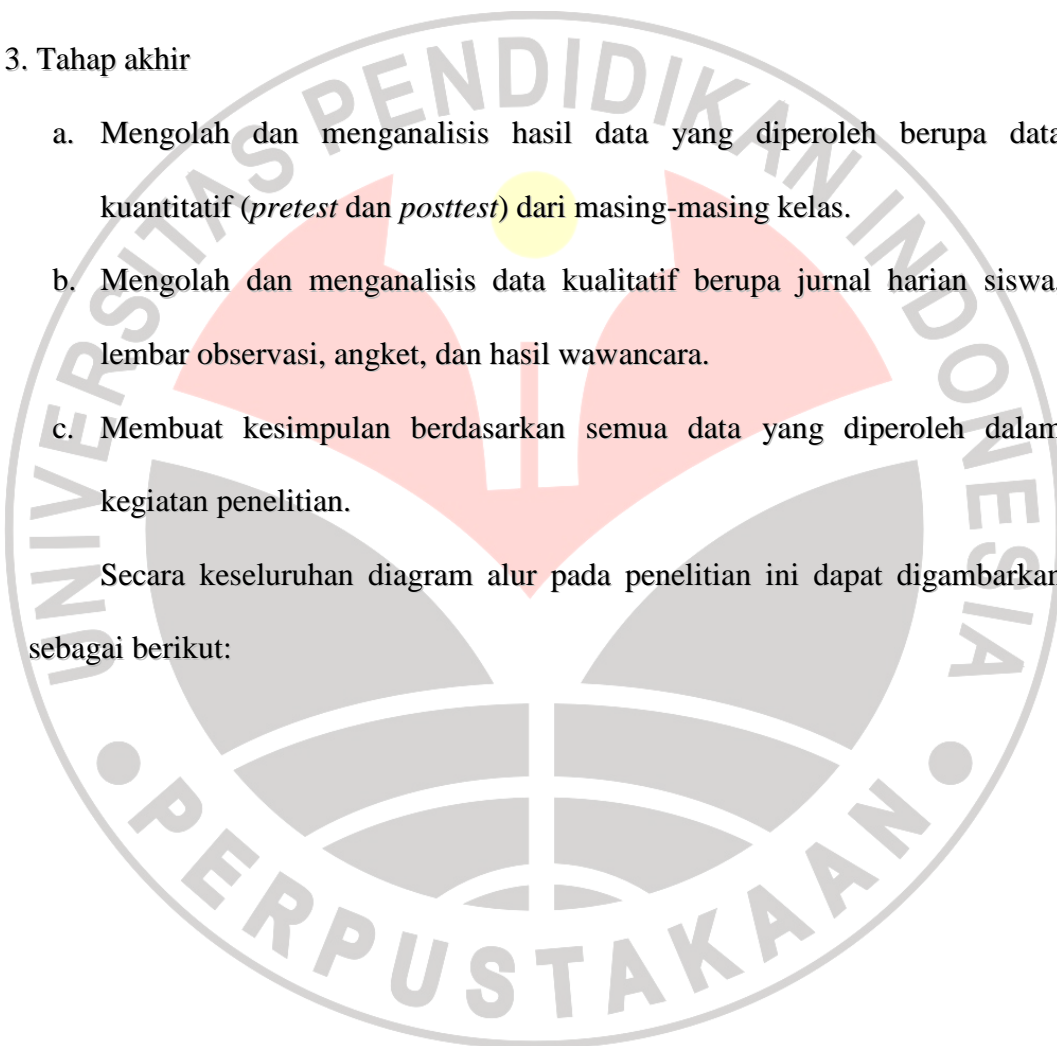 3. Tahap akhir
a. Mengolah dan menganalisis hasil data yang diperoleh berupa data
kuantitatif (pretest dan posttest) dari masing-masing kelas.
b. Mengolah dan menganalisis data kualitatif berupa jurnal harian siswa,
lembar observasi, angket, dan hasil wawancara.
c. Membuat kesimpulan berdasarkan semua data yang diperoleh dalam
kegiatan penelitian.
Secara keseluruhan diagram alur pada penelitian ini dapat digambarkan
sebagai berikut:
UNIVERSITAS PENDIDIKAN INDONESIA
PERPUSTAKAAN